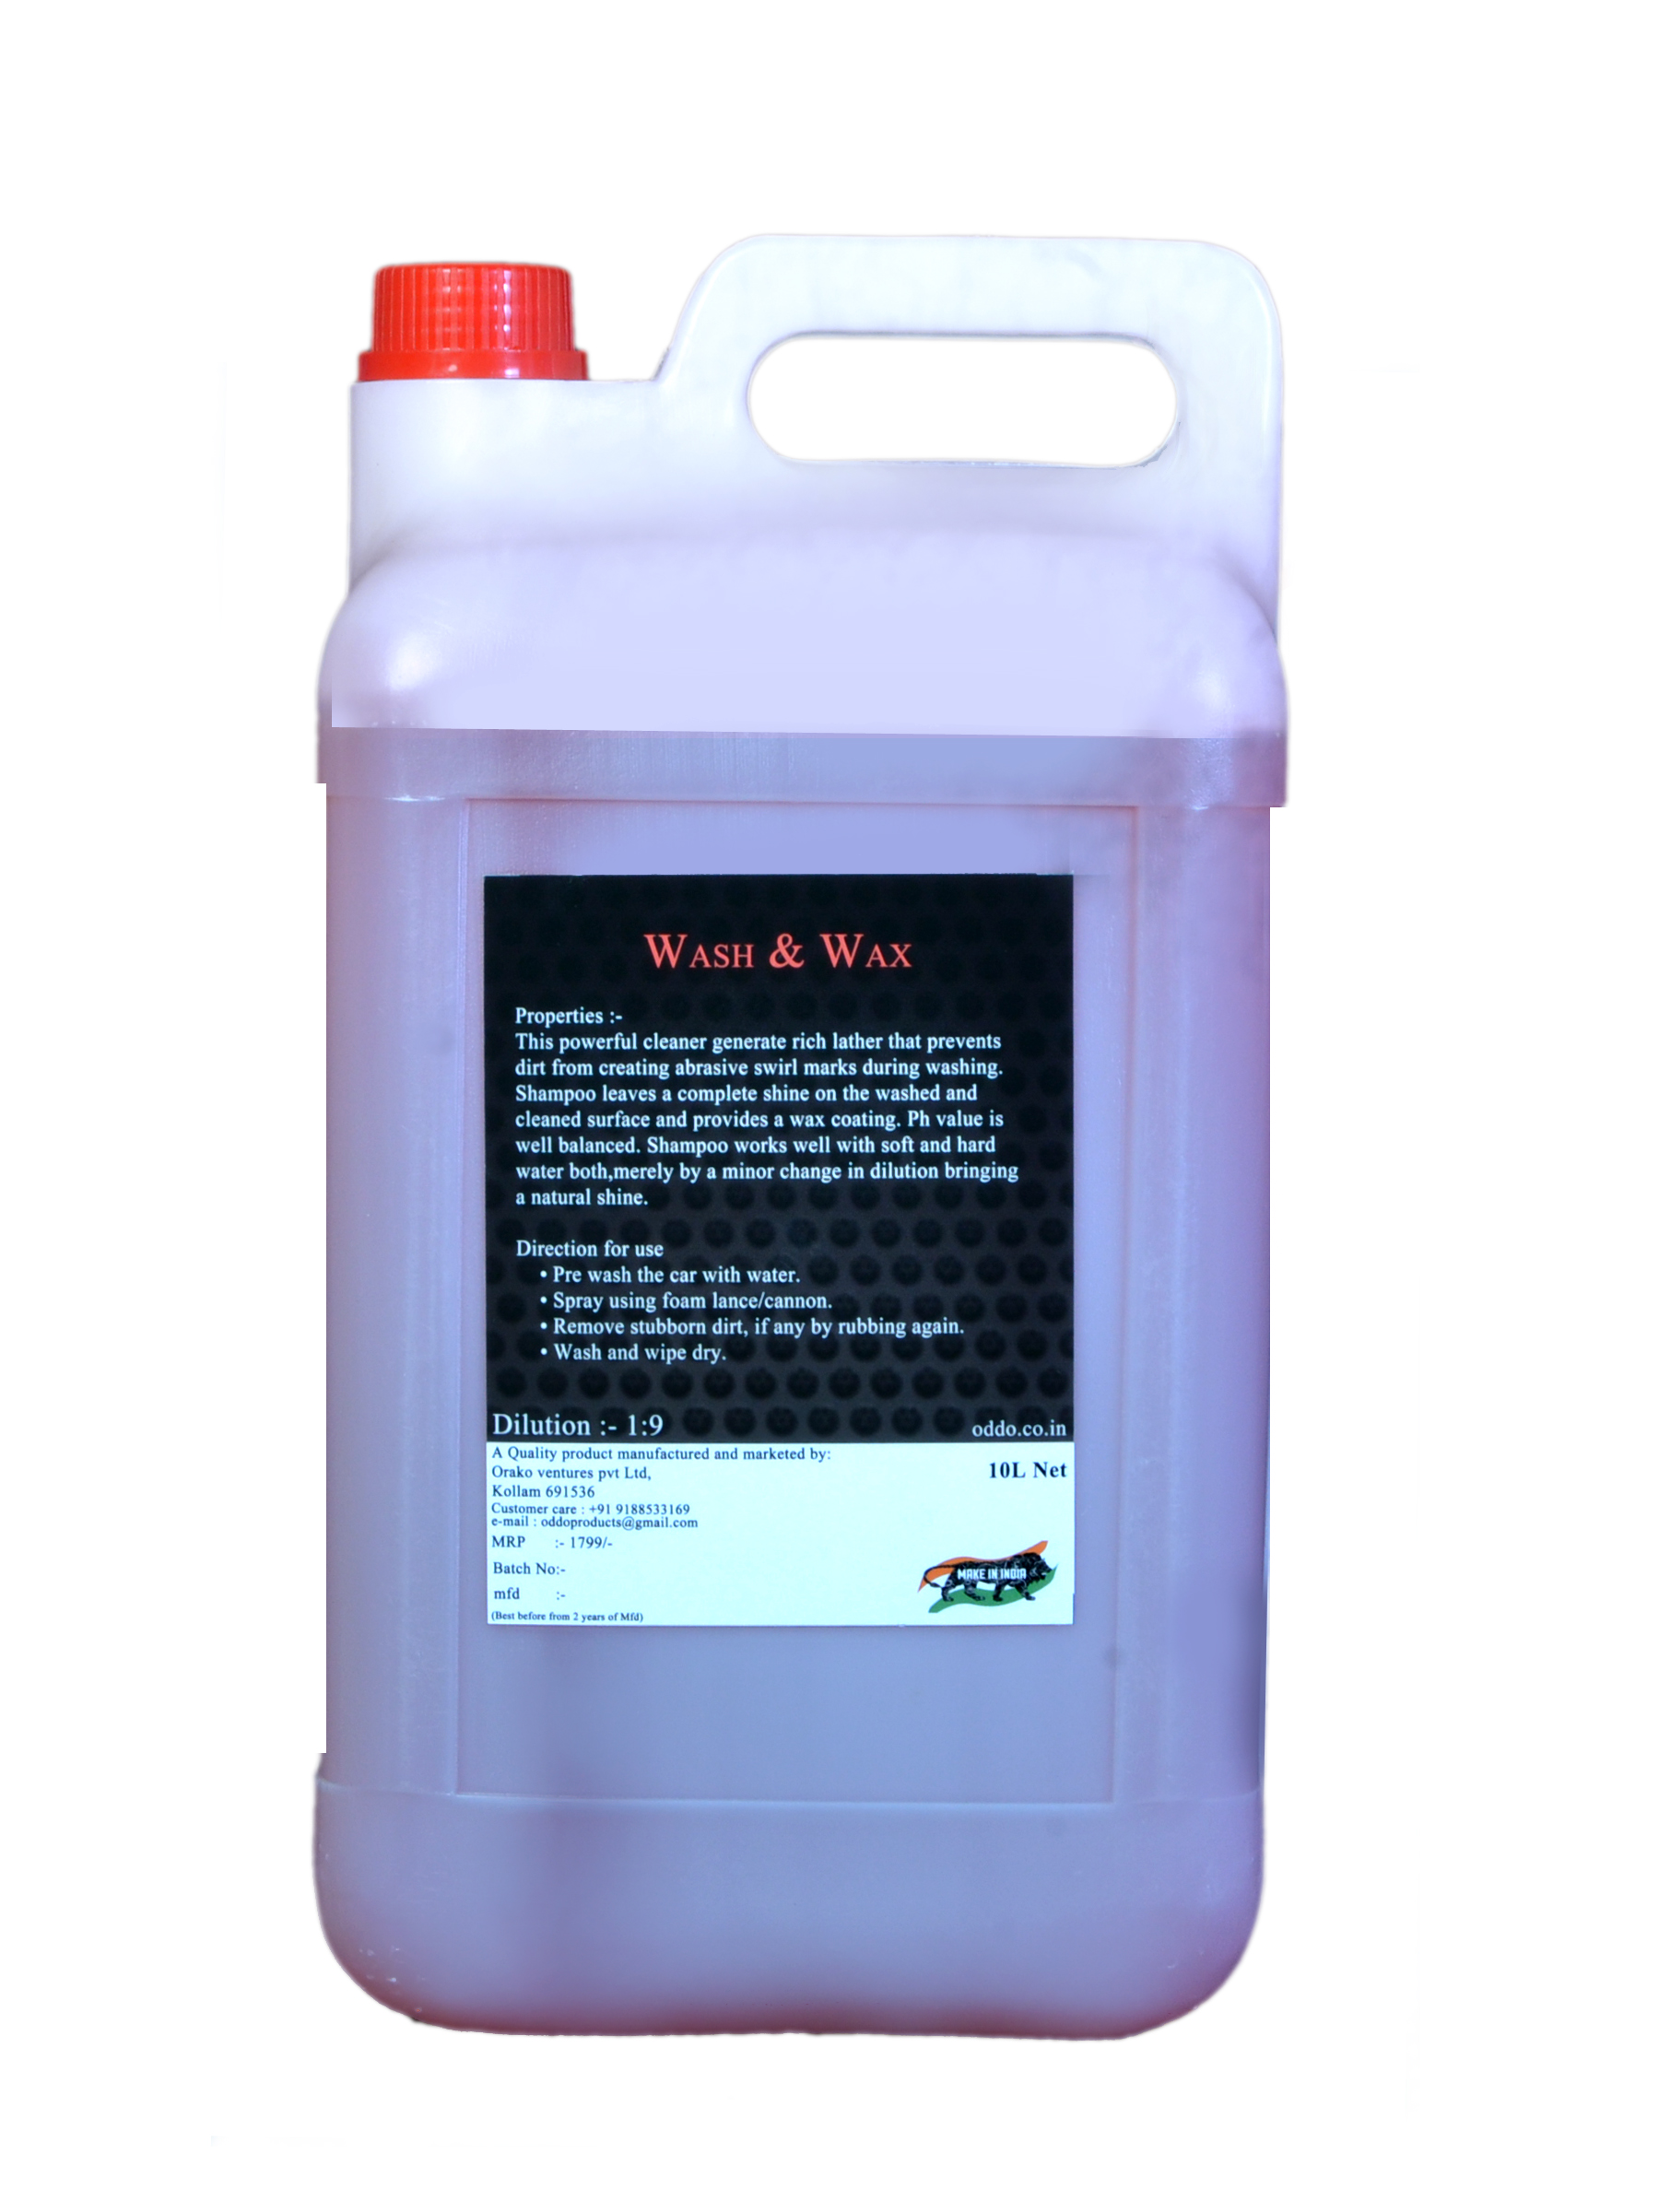 Wash & Wax
Properties :-
This powerful cleaner generate rich lather that prevents
dirt from creating abrasive swirl marks during washing.
Shampoo leaves a complete shine on the washed and
cleaned surface and provides a wax coating. Ph value is
well balanced. Shampoo works well with soft and hard
water both,merely by a minor change in dilution bringing
a natural shine.
Direction for use
• Pre wash the car with water.
• Spray using foam lance/cannon.
• Remove stubborn dirt, if any by rubbing again.
• Wash and wipe dry.
Dilution :- 1:9
oddo.co.in
A Quality product manufactured and marketed by:
Orako ventures pvt Ltd,
10L Net
Kollam 691536
Customer care : +91 9188533169
e-mail : oddoproducts@gmail.com
MRP :- 1799/-
Batch No:-
MAKE IN INDIA
mfd :-
(Best before from 2 years of Mfd)